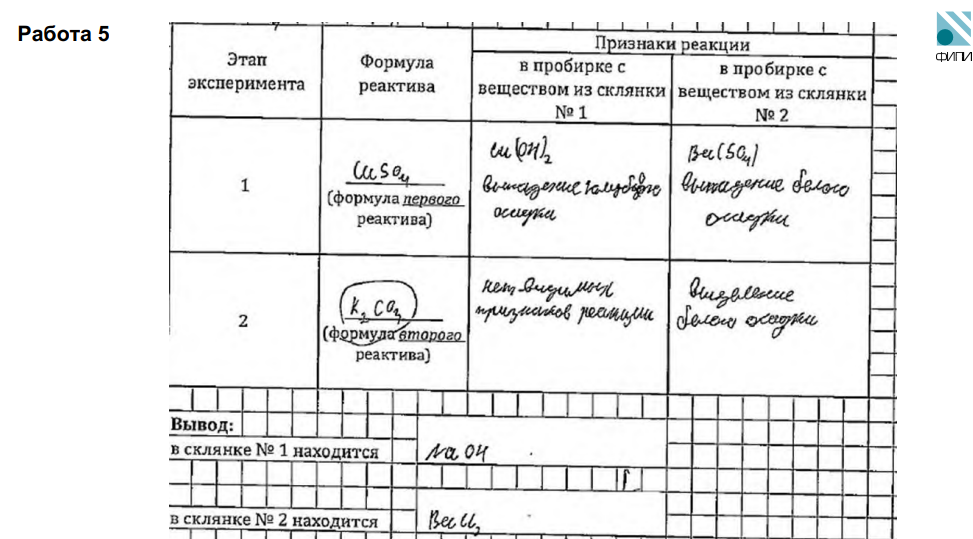 Работа 5
ФИПИ
Признаки реакции
Этап эксперимента
Формула реактива
в пробирке с веществом из склянки № 1
в пробирке с веществом из склянки № 2
1
CuSO4
(формула первого реактива)
Cu(OH)2
выпадение голубого
осадка
Ba(SO4)
выпадение белого
осадка
2
K2CO3
(формула второго реактива)
нет видимых
признаков реакции
выделение
белого осадка
Вывод:
в склянке № 1 находится
NaOH
в склянке № 2 находится
BaCl2